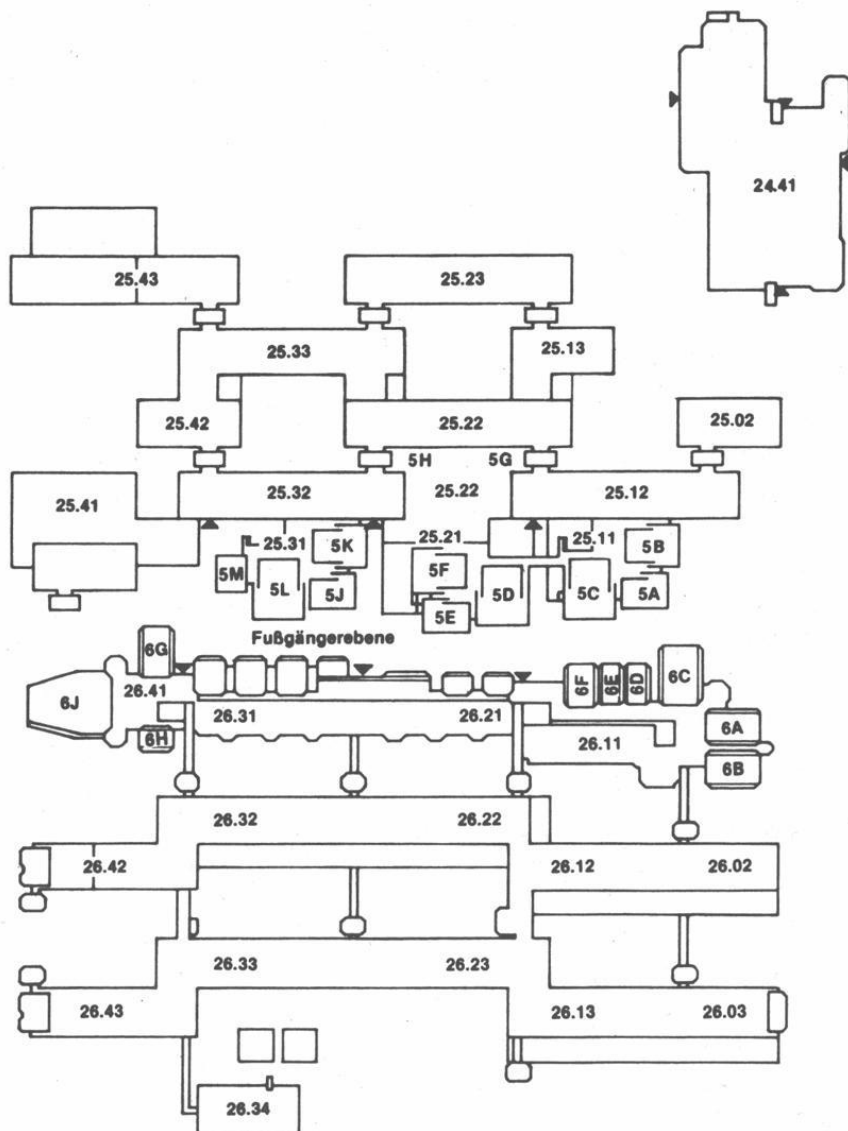 24.41
25.43 25.23
25.33 25.13
25.42 25.22 25.02
5H 5G
25.32 25.22 25.12
25.41
25.31 5K 25.21 25.11 5B
5M 5L 5J 5F 5D 5C 5A
5E
Fußgängerebene
6G
6J 26.41 6F 6E 6D 6C
26.31 26.21 6A
6H 26.11
6B
26.32 26.22
26.42 26.12 26.02
26.33 26.23
26.43 26.13 26.03
26.34